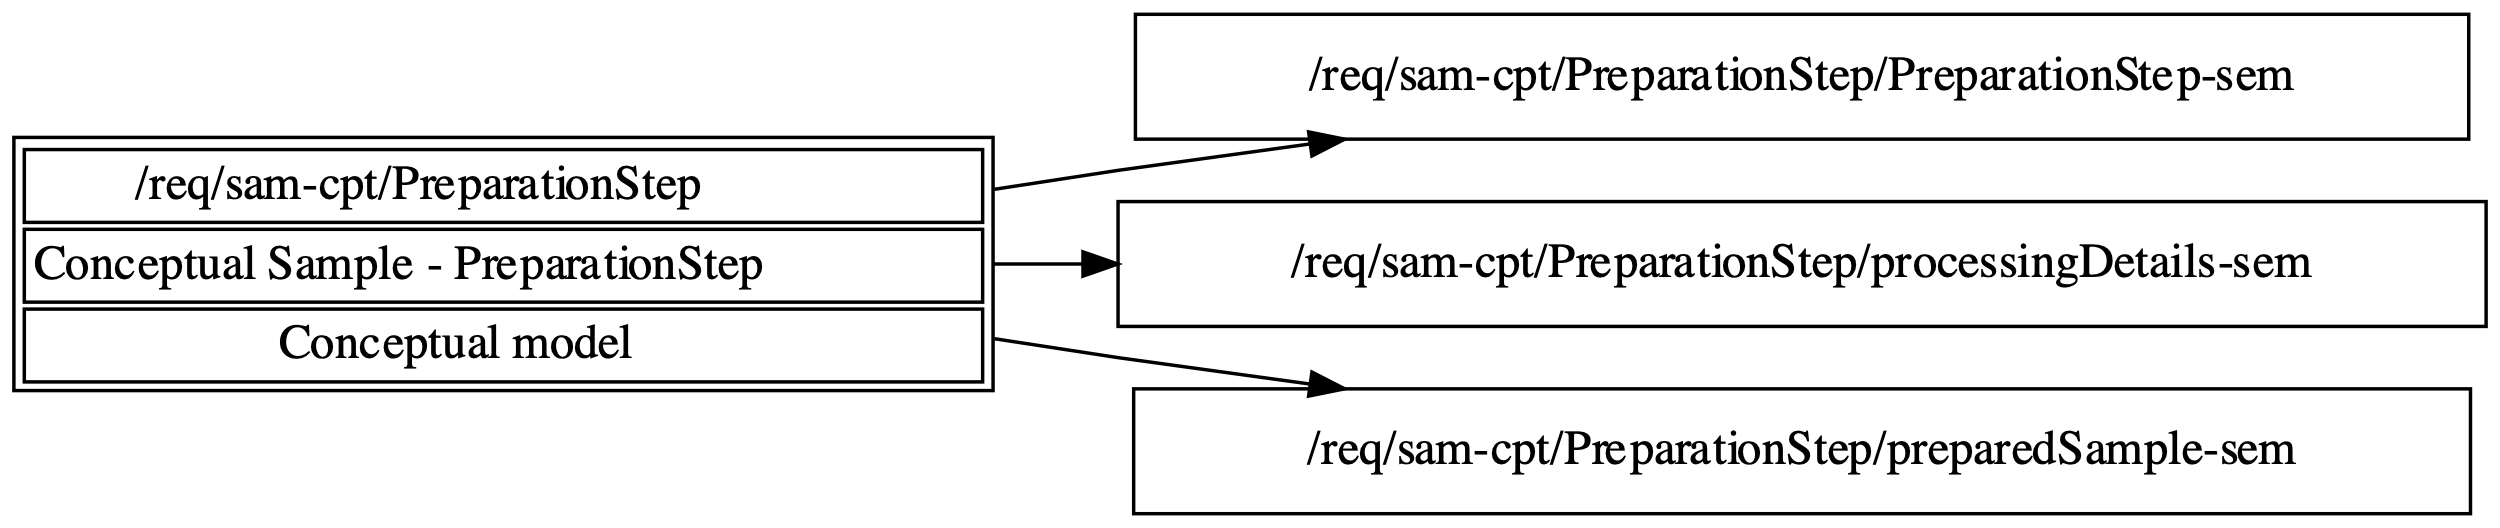 /req/sam-cpt/PreparationStep
Conceptual Sample - PreparationStep
Conceptual model
/req/sam-cpt/PreparationStep/PreparationStep-sem
/req/sam-cpt/PreparationStep/processingDetails-sem
/req/sam-cpt/PreparationStep/preparedSample-sem